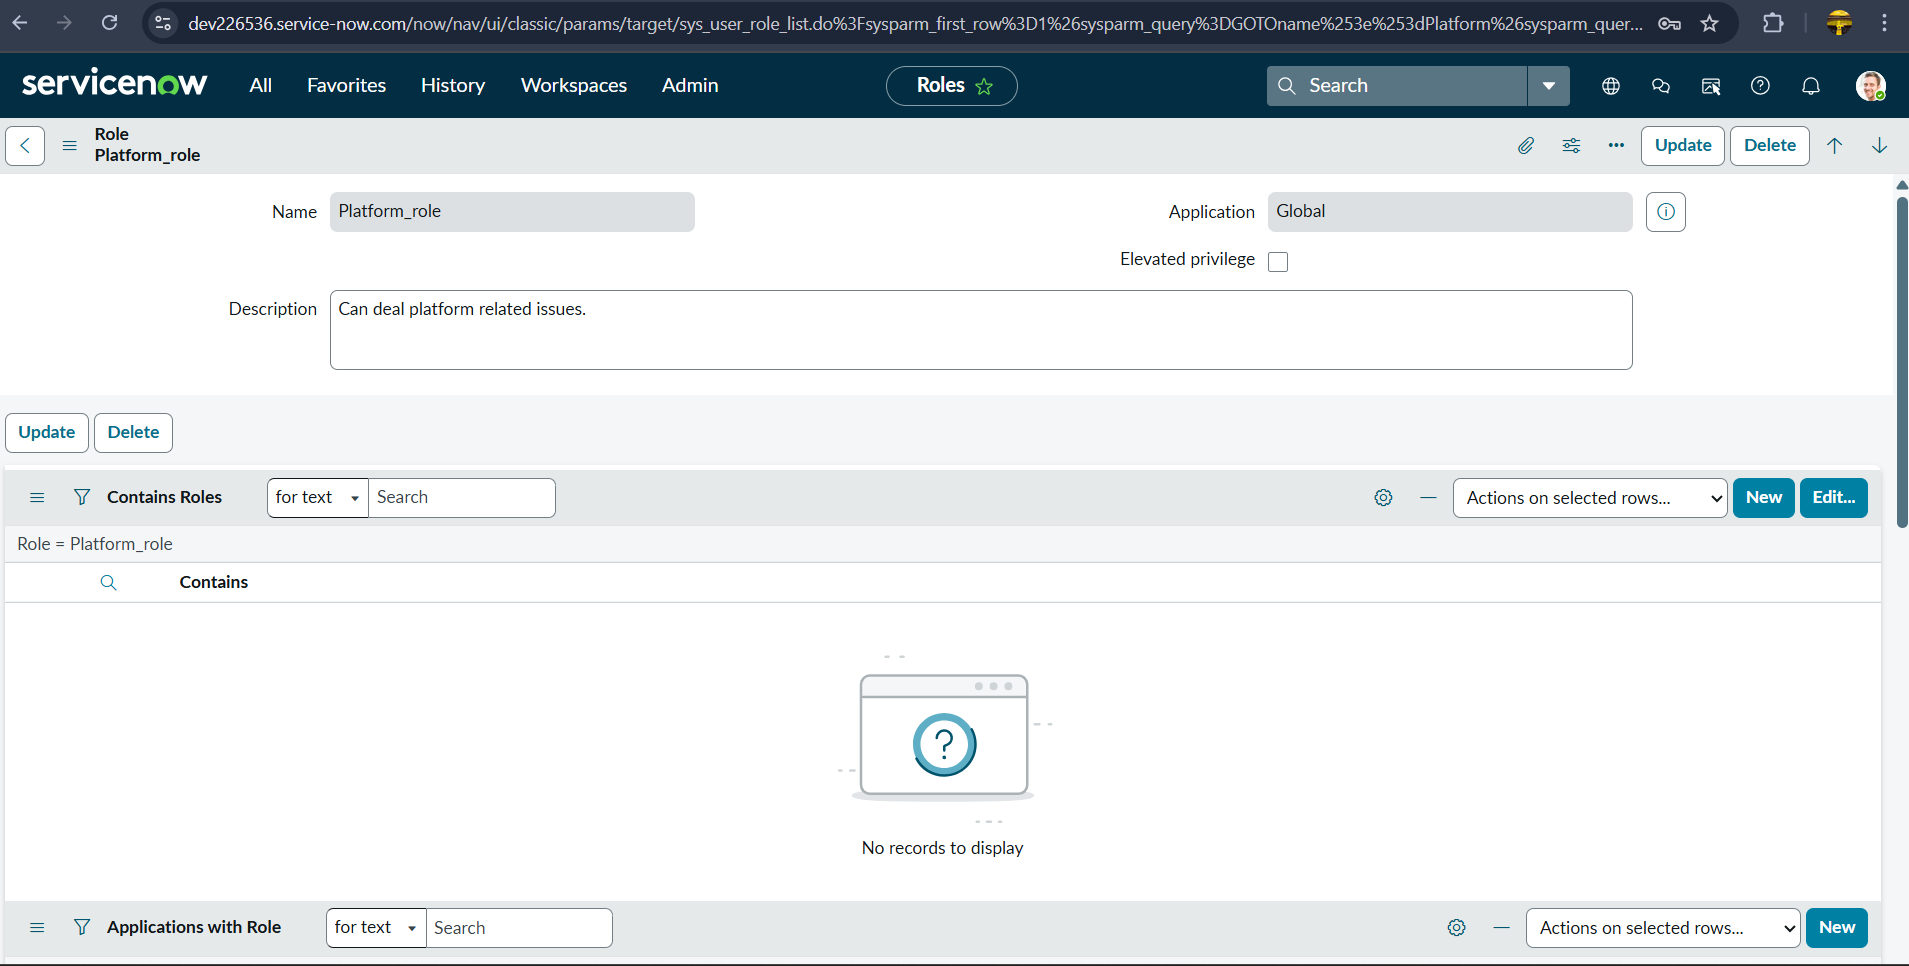 dev226536.service-now.com/now/nav/ui/classic/params/target/sys_user_role_list.do%3Fsysparm_first_row%3D1%26sysparm_query%3DGOTOname%253e%253dPlatform%26sysparm_quer...
servicenow All Favorites History Workspaces Admin Roles Search
Role
Platform_role
Update Delete
Name Platform_role Application Global
Elevated privilege
Description Can deal platform related issues.
Update Delete
Contains Roles for text Search Actions on selected rows... New Edit...
Role = Platform_role
Contains
?
No records to display
Applications with Role for text Search Actions on selected rows... New